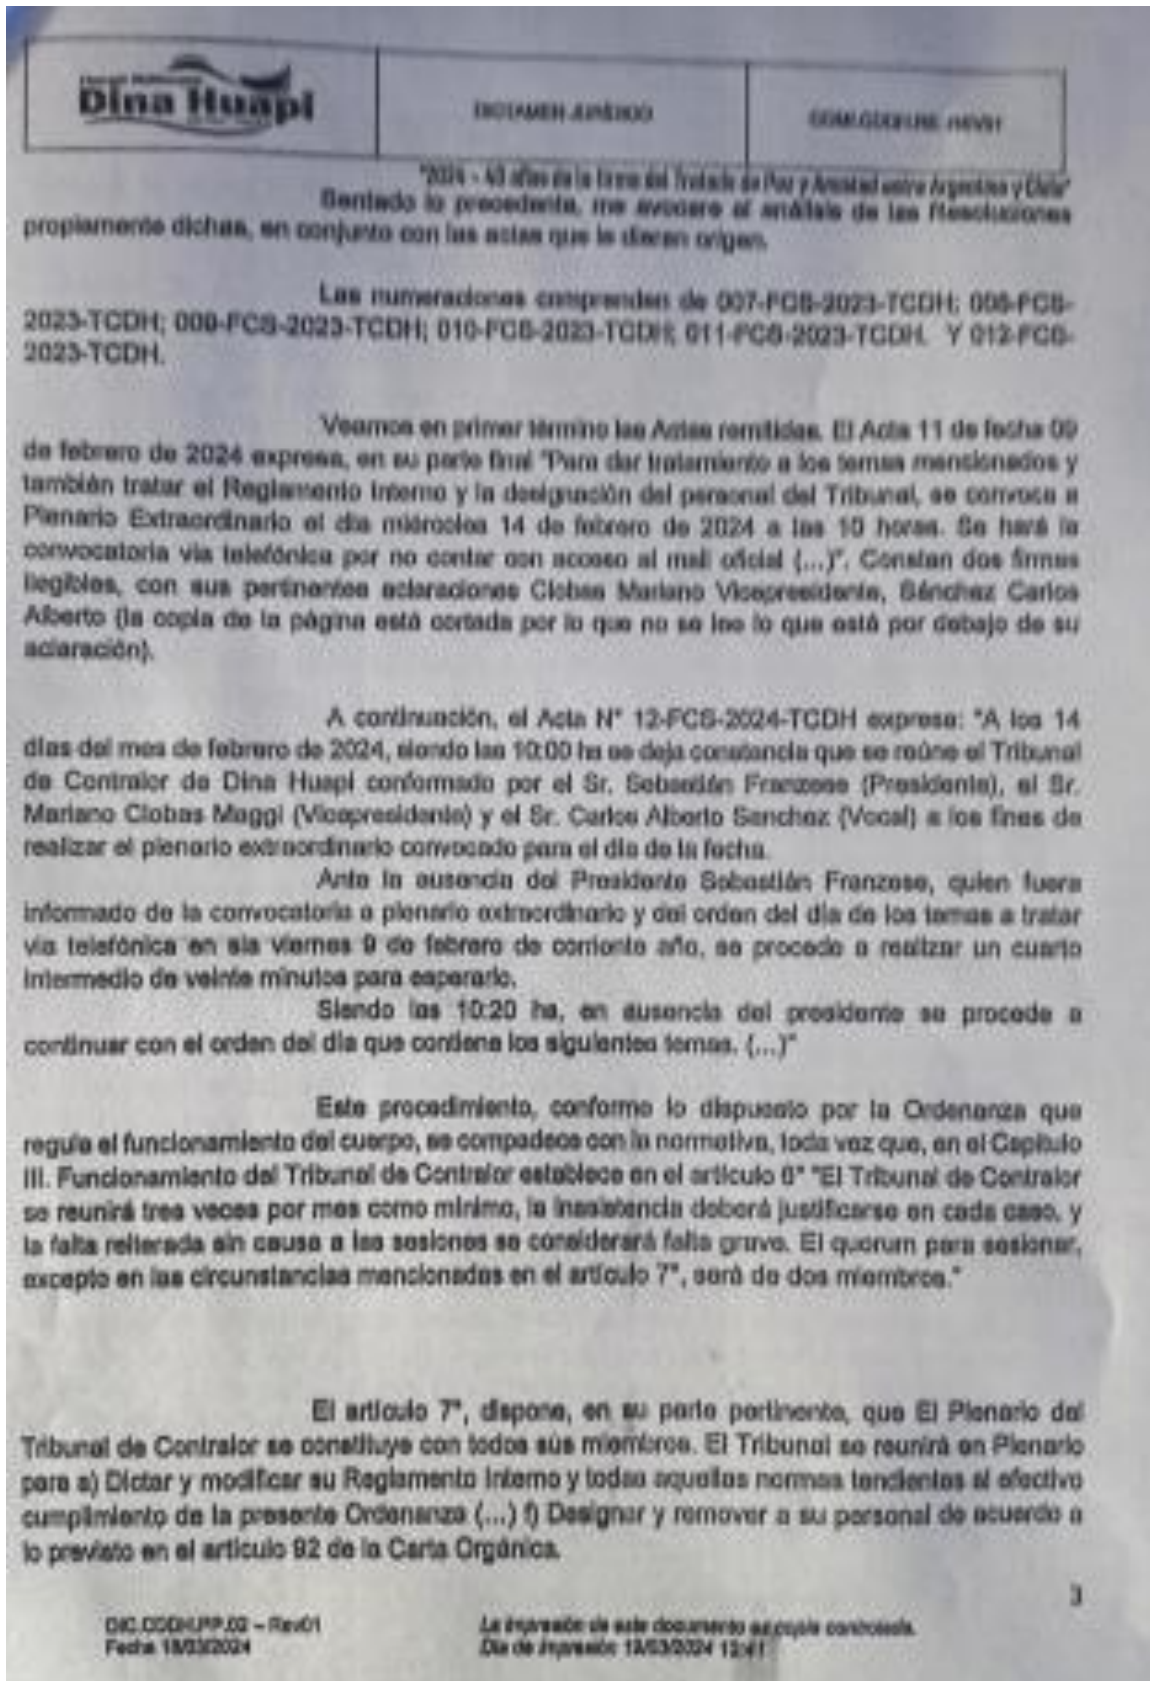 Dina Huapi
DICTAMEN JURÍDICO
"2024 - 40 años de la firma del Tratado de Paz y Amistad entre Argentina y Chile"
Sentado lo precedente, me avocare al análisis de las Resoluciones
propiamente dichas, en conjunto con las actas que le dieran origen.
Las numeraciones comprenden de 007-FCS-2023-TCDH; 008-FCS-
2023-TCDH; 009-FCS-2023-TCDH; 010-FCS-2023-TCDH; 011-FCS-2023-TCDH. Y 012-FCS-
2023-TCDH.
Veamos en primer término las Actas remitidas. El Acta 11 de fecha 09
de febrero de 2024 expresa, en su parte final "Para dar tratamiento a los temas mencionados y
también tratar el Reglamento Interno y la designación del personal del Tribunal, se convoca a
Plenario Extraordinario el día miércoles 14 de febrero de 2024 a las 10 horas. Se hará la
convocatoria vía telefónica por no contar con acceso al mail oficial (...)". Constan dos firmas
ilegibles, con sus pertinentes aclaraciones Clobas Mariano Vicepresidente, Sánchez Carlos
Alberto (la copia de la página está cortada por lo que no se lee lo que está por debajo de su
aclaración).
A continuación, el Acta N° 12-FCS-2024-TCDH expresa: "A los 14
días del mes de febrero de 2024, siendo las 10:00 hs se deja constancia que se reúne el Tribunal
de Contralor de Dina Huapi conformado por el Sr. Sebastián Franzese (Presidente), el Sr.
Mariano Clobas Maggi (Vicepresidente) y el Sr. Carlos Alberto Sanchez (Vocal) a los fines de
realizar el plenario extraordinario convocado para el día de la fecha.
Ante la ausencia del Presidente Sebastián Franzese, quien fuera
informado de la convocatoria a plenario extraordinario y del orden del día de los temas a tratar
vía telefónica en día viernes 9 de febrero de corriente año, se procede a realizar un cuarto
intermedio de veinte minutos para esperarlo.
Siendo las 10:20 hs, en ausencia del presidente se procede a
continuar con el orden del día que contiene los siguientes temas. (...)"
Este procedimiento, conforme lo dispuesto por la Ordenanza que
regula el funcionamiento del cuerpo, se compadece con la normativa, toda vez que, en el Capítulo
III. Funcionamiento del Tribunal de Contralor establece en el artículo 6° "El Tribunal de Contralor
se reunirá tres veces por mes como mínimo, la inasistencia deberá justificarse en cada caso, y
la falta reiterada sin causa a las sesiones se considerará falta grave. El quorum para sesionar,
excepto en las circunstancias mencionadas en el artículo 7°, será de dos miembros."
El artículo 7°, dispone, en su parte pertinente, que El Plenario del
Tribunal de Contralor se constituye con todos sus miembros. El Tribunal se reunirá en Plenario
para a) Dictar y modificar su Reglamento Interno y todas aquellas normas tendientes al efectivo
cumplimiento de la presente Ordenanza (...) f) Designar y remover a su personal de acuerdo a
lo previsto en el artículo 92 de la Carta Orgánica.
3
DIC.CDDH.PP.02 – Rev01
Fecha 18/03/2024
La impresión de este documento es copia controlada.
Día de impresión 12:41